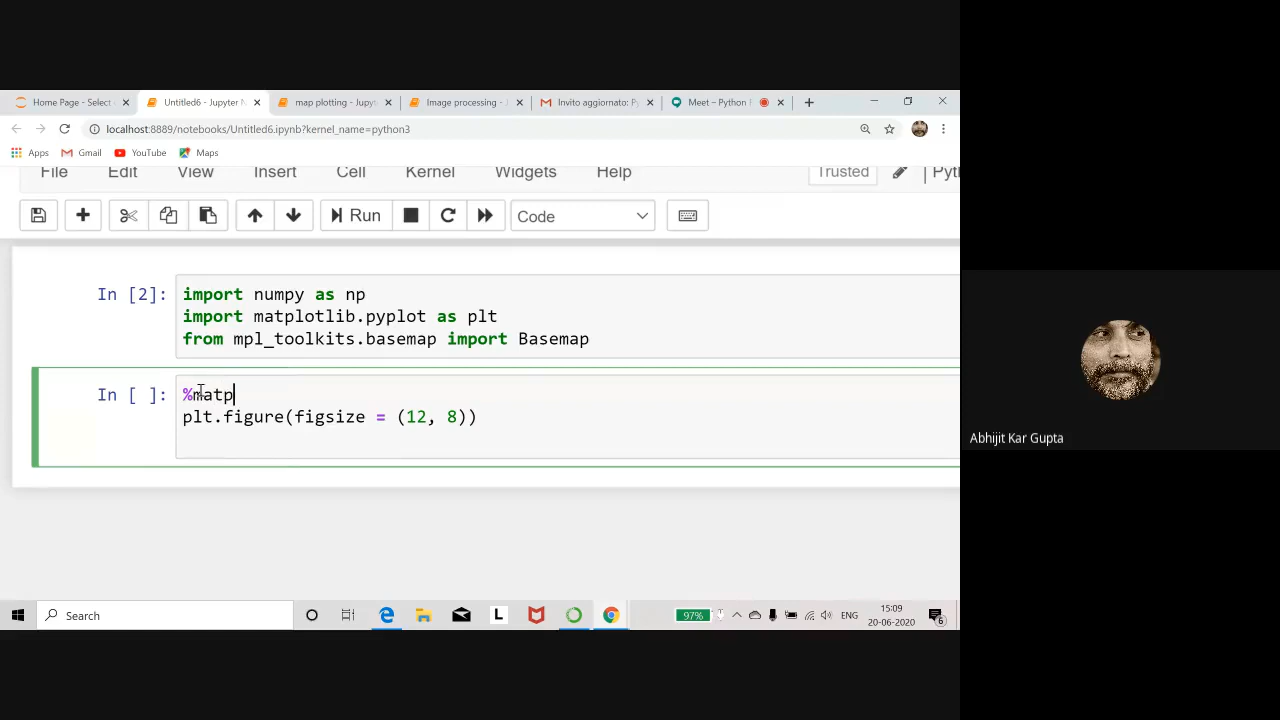 Home Page - Select
Untitled6 - Jupyter N
map plotting - Jupyt
Image processing - J
Invito aggiornato: Py
Meet – Python
localhost:8889/notebooks/Untitled6.ipynb?kernel_name=python3
Apps
Gmail
YouTube
Maps
File
Edit
View
Insert
Cell
Kernel
Widgets
Help
Trusted
Pyth
Run
Code
In [2]:
import numpy as np
import matplotlib.pyplot as plt
from mpl_toolkits.basemap import Basemap
In [ ]:
%matp
plt.figure(figsize = (12, 8))
Abhijit Kar Gupta
Search
L
97%
ENG
15:09
20-06-2020
6